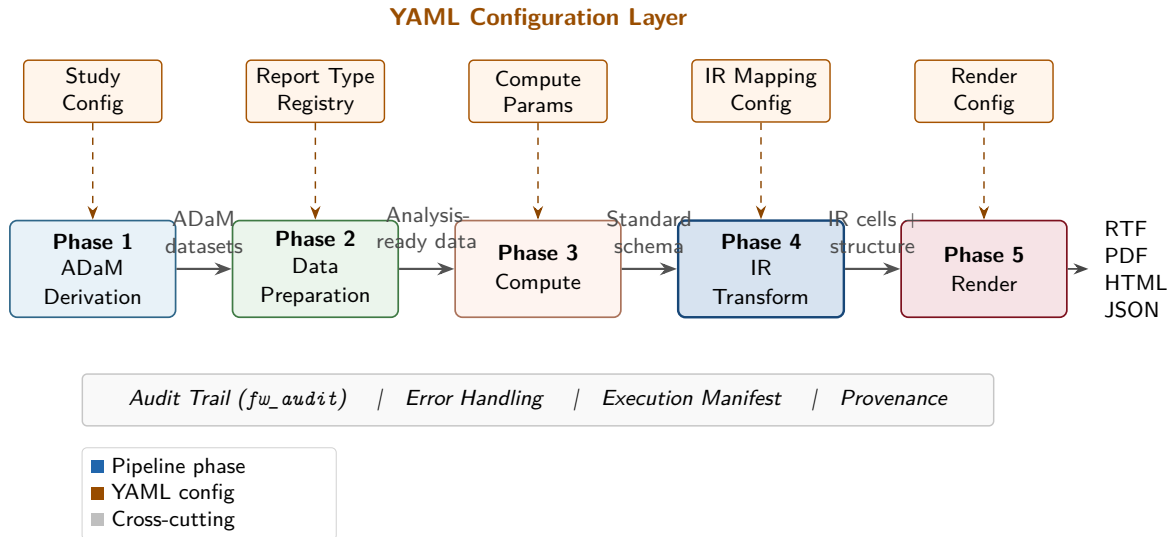 YAML Configuration Layer
Study
Config
Report Type
Registry
Compute
Params
IR Mapping
Config
Render
Config
Phase 1
ADaM
Derivation
ADaM
datasets
Phase 2
Data
Preparation
Analysis-
ready data
Phase 3
Compute
Standard
schema
Phase 4
IR
Transform
IR cells +
structure
Phase 5
Render
RTF
PDF
HTML
JSON
Audit Trail (fw_audit) | Error Handling | Execution Manifest | Provenance
Pipeline phase
YAML config
Cross-cutting